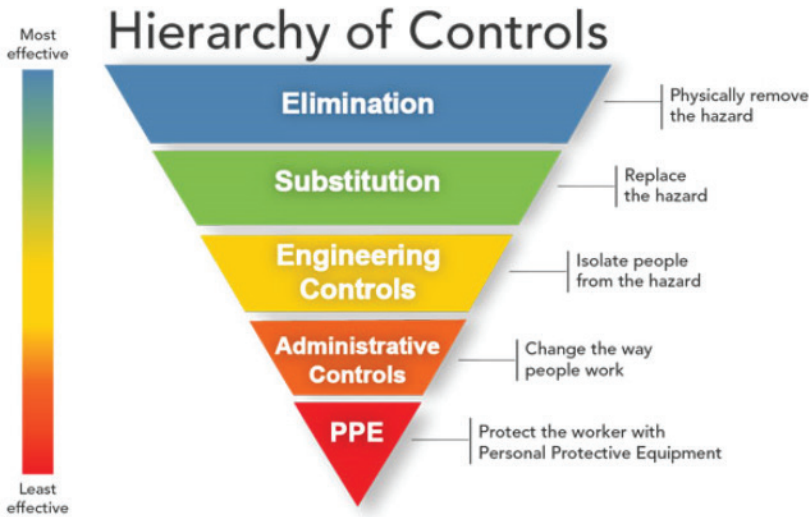 Hierarchy of Controls
Most
effective
Elimination
Physically remove
the hazard
Substitution
Replace
the hazard
Engineering
Controls
Isolate people
from the hazard
Administrative
Controls
Change the way
people work
PPE
Protect the worker with
Personal Protective Equipment
Least
effective